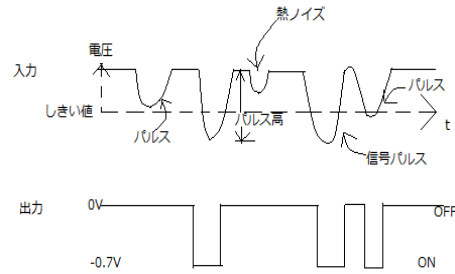 熱ノイズ
電圧
入力
パルス
しきい値
パルス
パルス高
t
信号パルス
出力
0V
OFF
-0.7V
ON